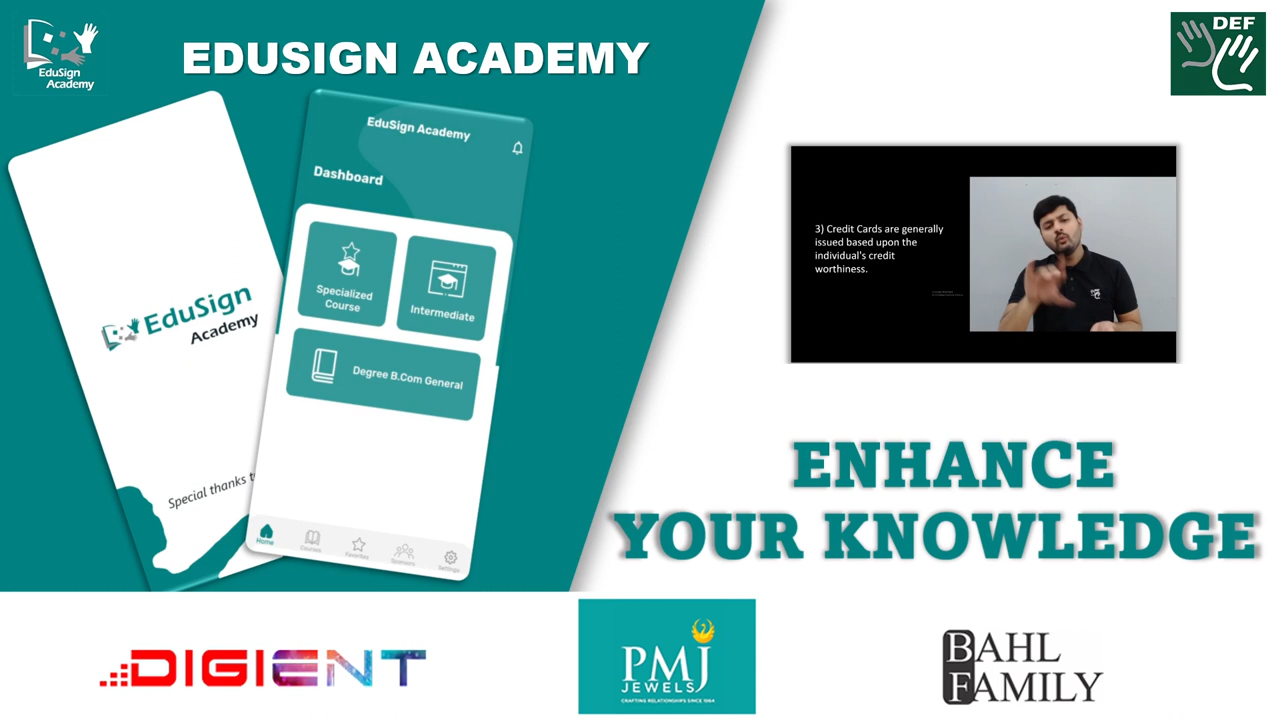 EduSign
Academy
EDUSIGN ACADEMY
DEF
EduSign
Academy
Special thanks
EduSign Academy
Dashboard
Specialized
Course
Intermediate
Degree B.Com General
Home
Courses
Favorites
Sponsors
Settings
3) Credit Cards are generally
issued based upon the
individual's credit
worthiness.
ENHANCE
YOUR KNOWLEDGE
DIGIENT
PMJ
JEWELS
CRAFTING RELATIONSHIPS SINCE 1964
BAHL
FAMILY